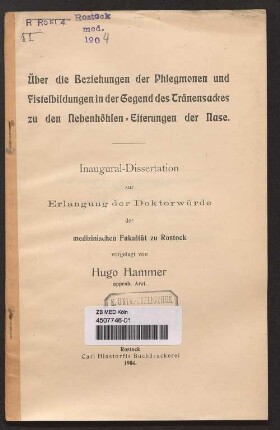 Rostock
med.
1904
Über die Beziehungen der Phlegmonen und
Fistelbildungen in der Gegend des Tränensackes
zu den Nebenhöhlen-Eiterungen der Nase.
Inaugural-Dissertation
zur
Erlangung der Doktorwürde
der
medizinischen Fakultät zu Rostock
vorgelegt von
Hugo Hammer
approb. Arzt.
ZB MED Köln
4507746-01
Rostock
Carl Hinstorffs Buchdruckerei
1904.